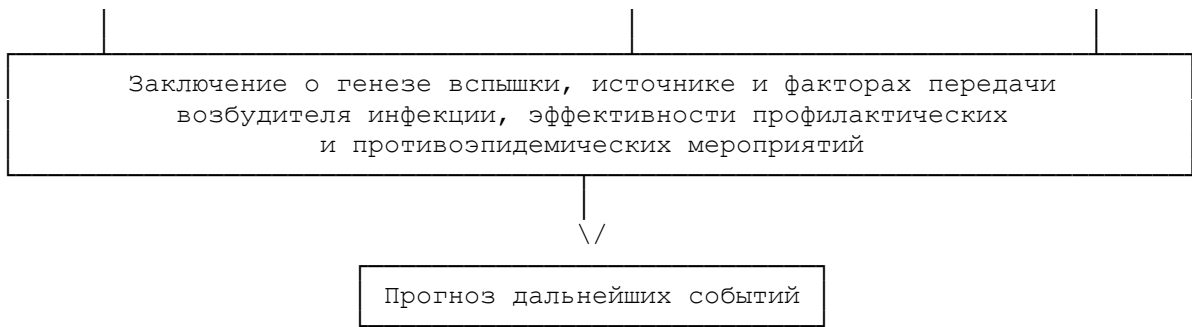 Заключение о генезе вспышки, источнике и факторах передачи
возбудителя инфекции, эффективности профилактических
и противоэпидемических мероприятий
Прогноз дальнейших событий